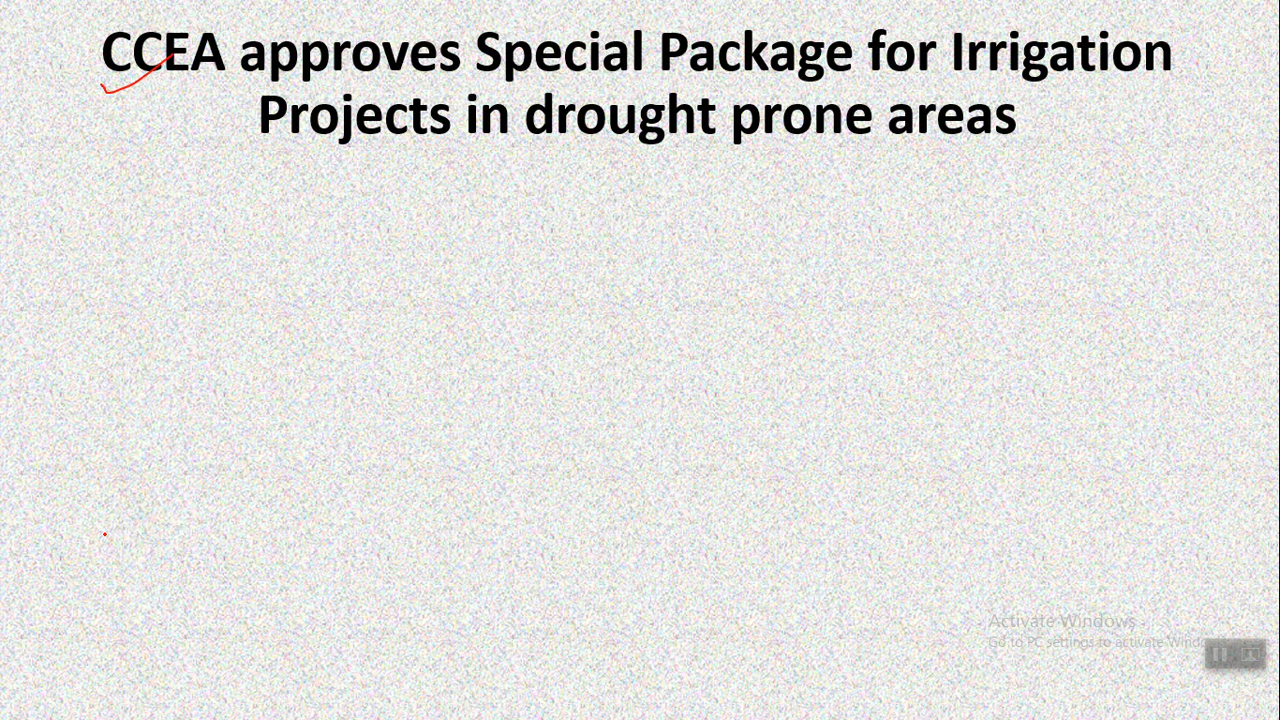 CCEA approves Special Package for Irrigation
Projects in drought prone areas
Activate Windows
Go to PC settings to activate Wind